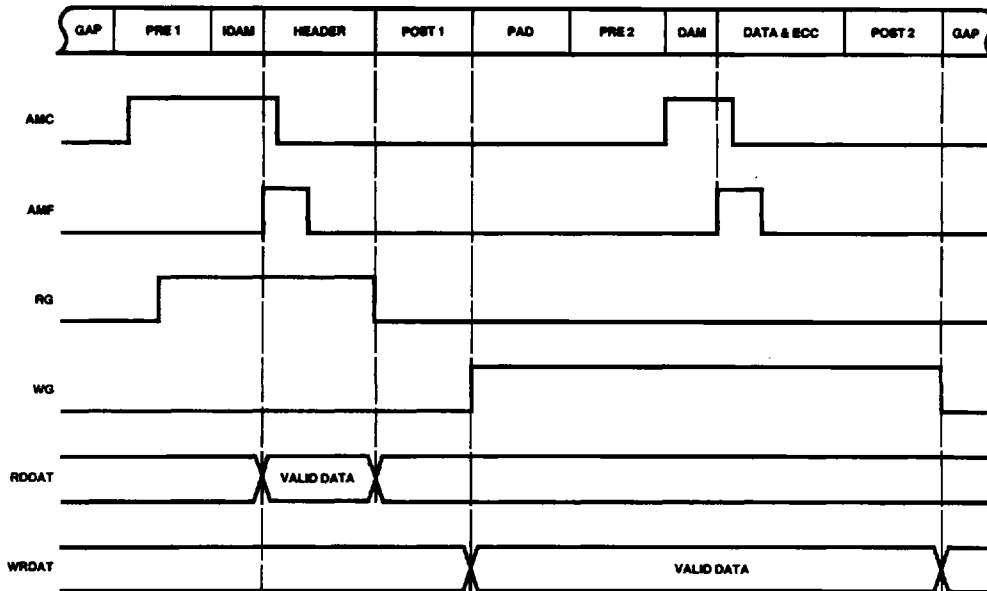 GAP PRE 1 IDAM HEADER POST 1 PAD PRE 2 DAM DATA & ECC POST 2 GAP
AMC
AMF
RG
WG
RDDAT VALID DATA
WRDAT VALID DATA